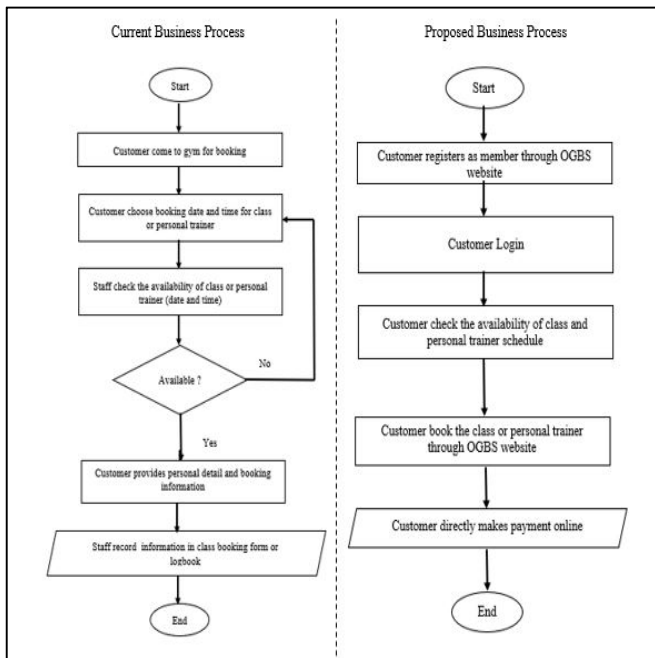 Current Business Process
Start
Customer come to gym for booking
Customer choose booking date and time for class
or personal trainer
Staff check the availability of class or personal
trainer (date and time)
Available ?
No
Yes
Customer provides personal detail and booking
information
Staff record information in class booking form or
logbook
End
Proposed Business Process
Start
Customer registers as member through OGBS
website
Customer Login
Customer check the availability of class and
personal trainer schedule
Customer book the class or personal trainer
through OGBS website
Customer directly makes payment online
End